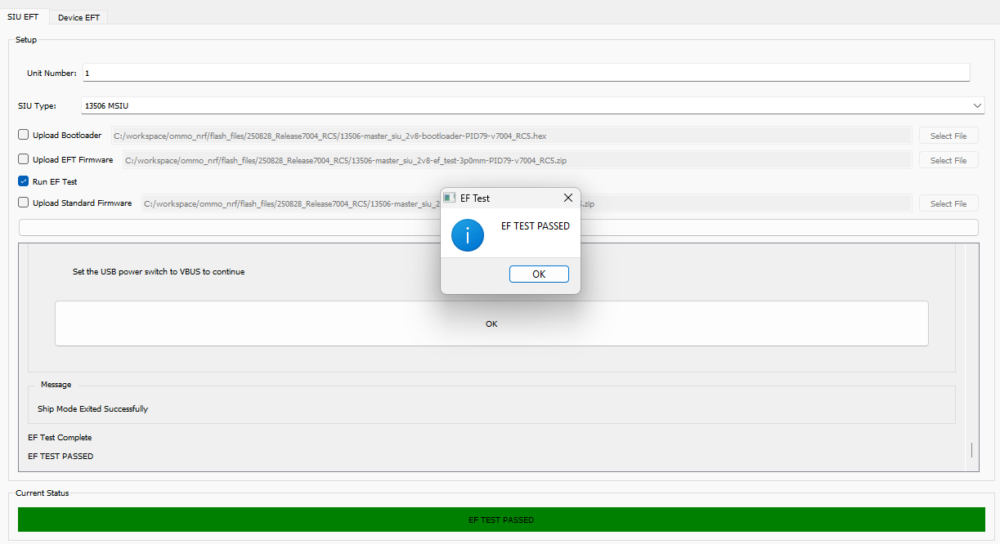 SIU EFT
Device EFT
Setup
Unit Number: 1
SIU Type: 13506 MSIU
Upload Bootloader C:/workspace/ommo_nrf/flash_files/250828_Release7004_RC5/13506-master_siu_2v8-bootloader-PID79-v7004_RC5.hex Select File
Upload EFT Firmware C:/workspace/ommo_nrf/flash_files/250828_Release7004_RC5/13506-master_siu_2v8-ef_test-3p0mm-PID79-v7004_RC5.zip Select File
Run EF Test
Upload Standard Firmware C:/workspace/ommo_nrf/flash_files/250828_Release7004_RC5/13506-master_siu_2 .zip Select File
EF Test
EF TEST PASSED
OK
Set the USB power switch to VBUS to continue
OK
Message
Ship Mode Exited Successfully
EF Test Complete
EF TEST PASSED
Current Status
EF TEST PASSED